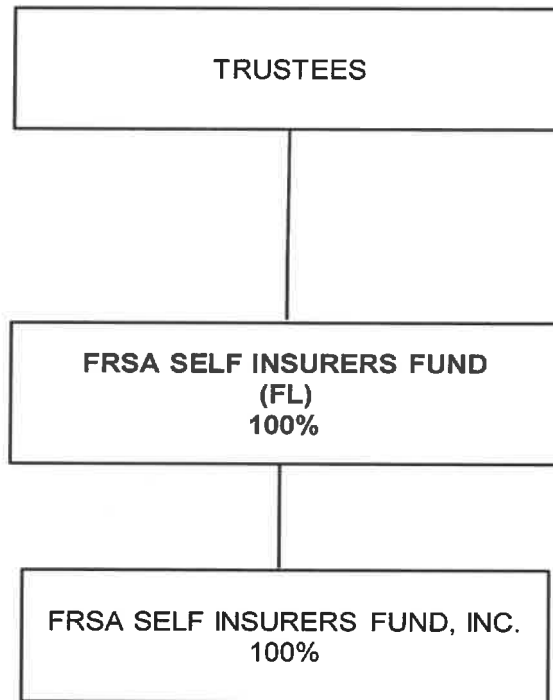 TRUSTEES
FRSA SELF INSURERS FUND
(FL)
100%
FRSA SELF INSURERS FUND, INC.
100%